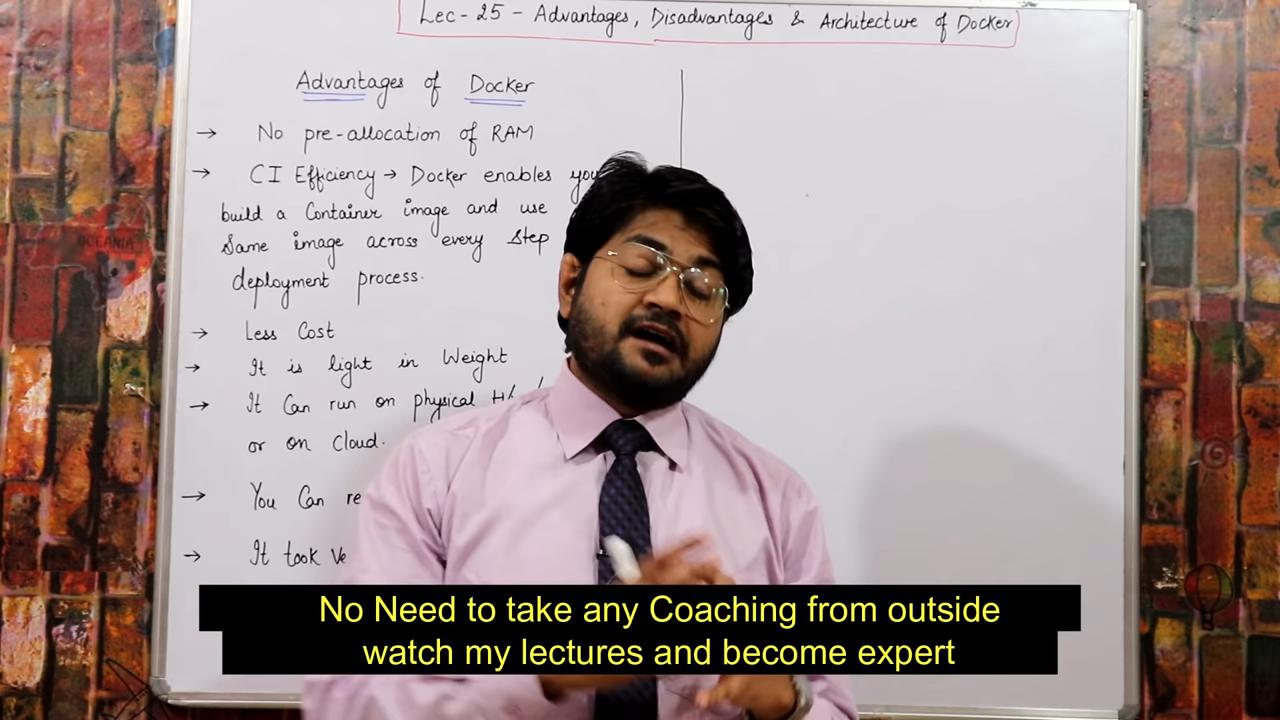 Lec-25 - Advantages, Disadvantages & Architecture of Docker
Advantages of Docker
→ No pre-allocation of RAM
→ CI Efficiency → Docker enables you
build a Container image and use
Same image across every step
deployment process.
→ Less Cost
→ It is light in Weight
→ It Can run on physical H/
or on Cloud.
→ You Can re
→ It took ve
OCEANIA
No Need to take any Coaching from outside
watch my lectures and become expert